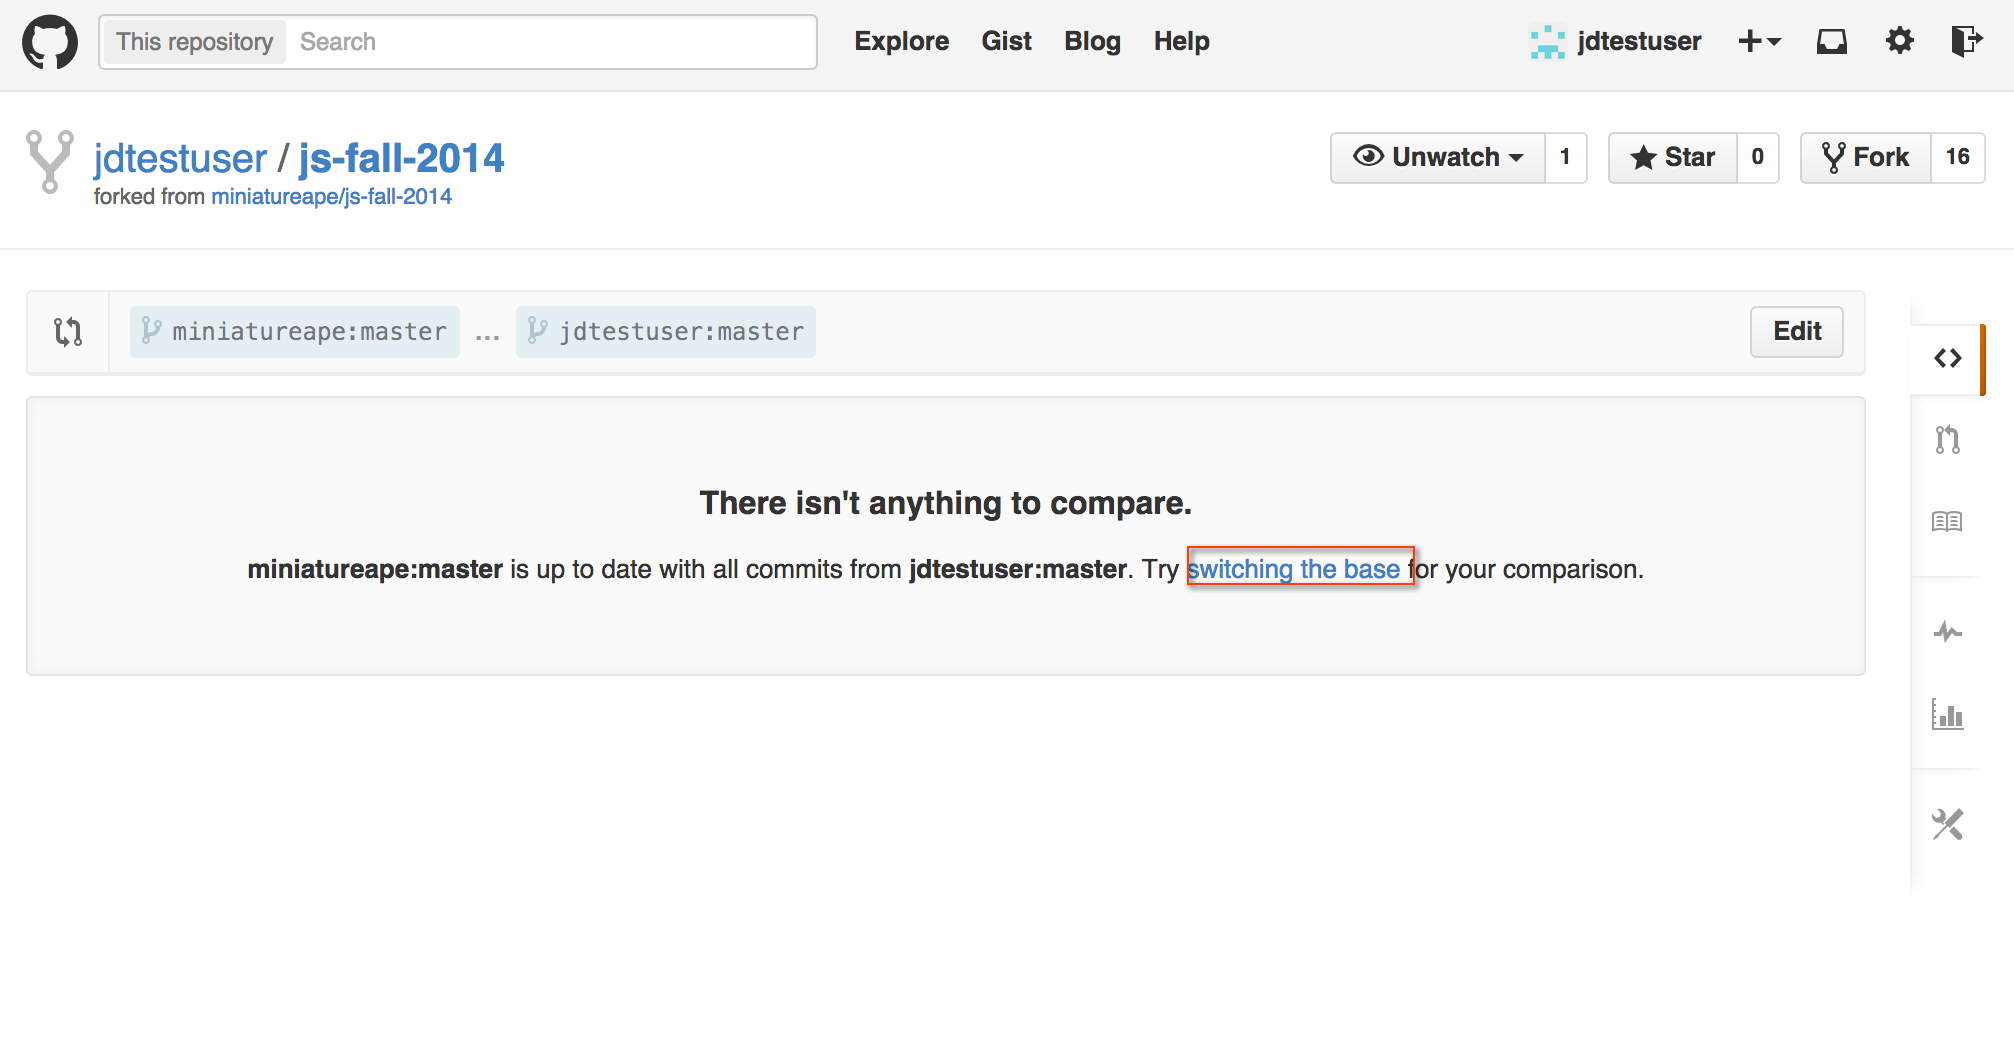 This repository Search Explore Gist Blog Help jdtestuser
jdtestuser / js-fall-2014 Unwatch 1 Star 0 Fork 16
forked from miniatureape/js-fall-2014
miniatureape:master ... jdtestuser:master Edit
There isn't anything to compare.
miniatureape:master is up to date with all commits from jdtestuser:master. Try switching the base for your comparison.